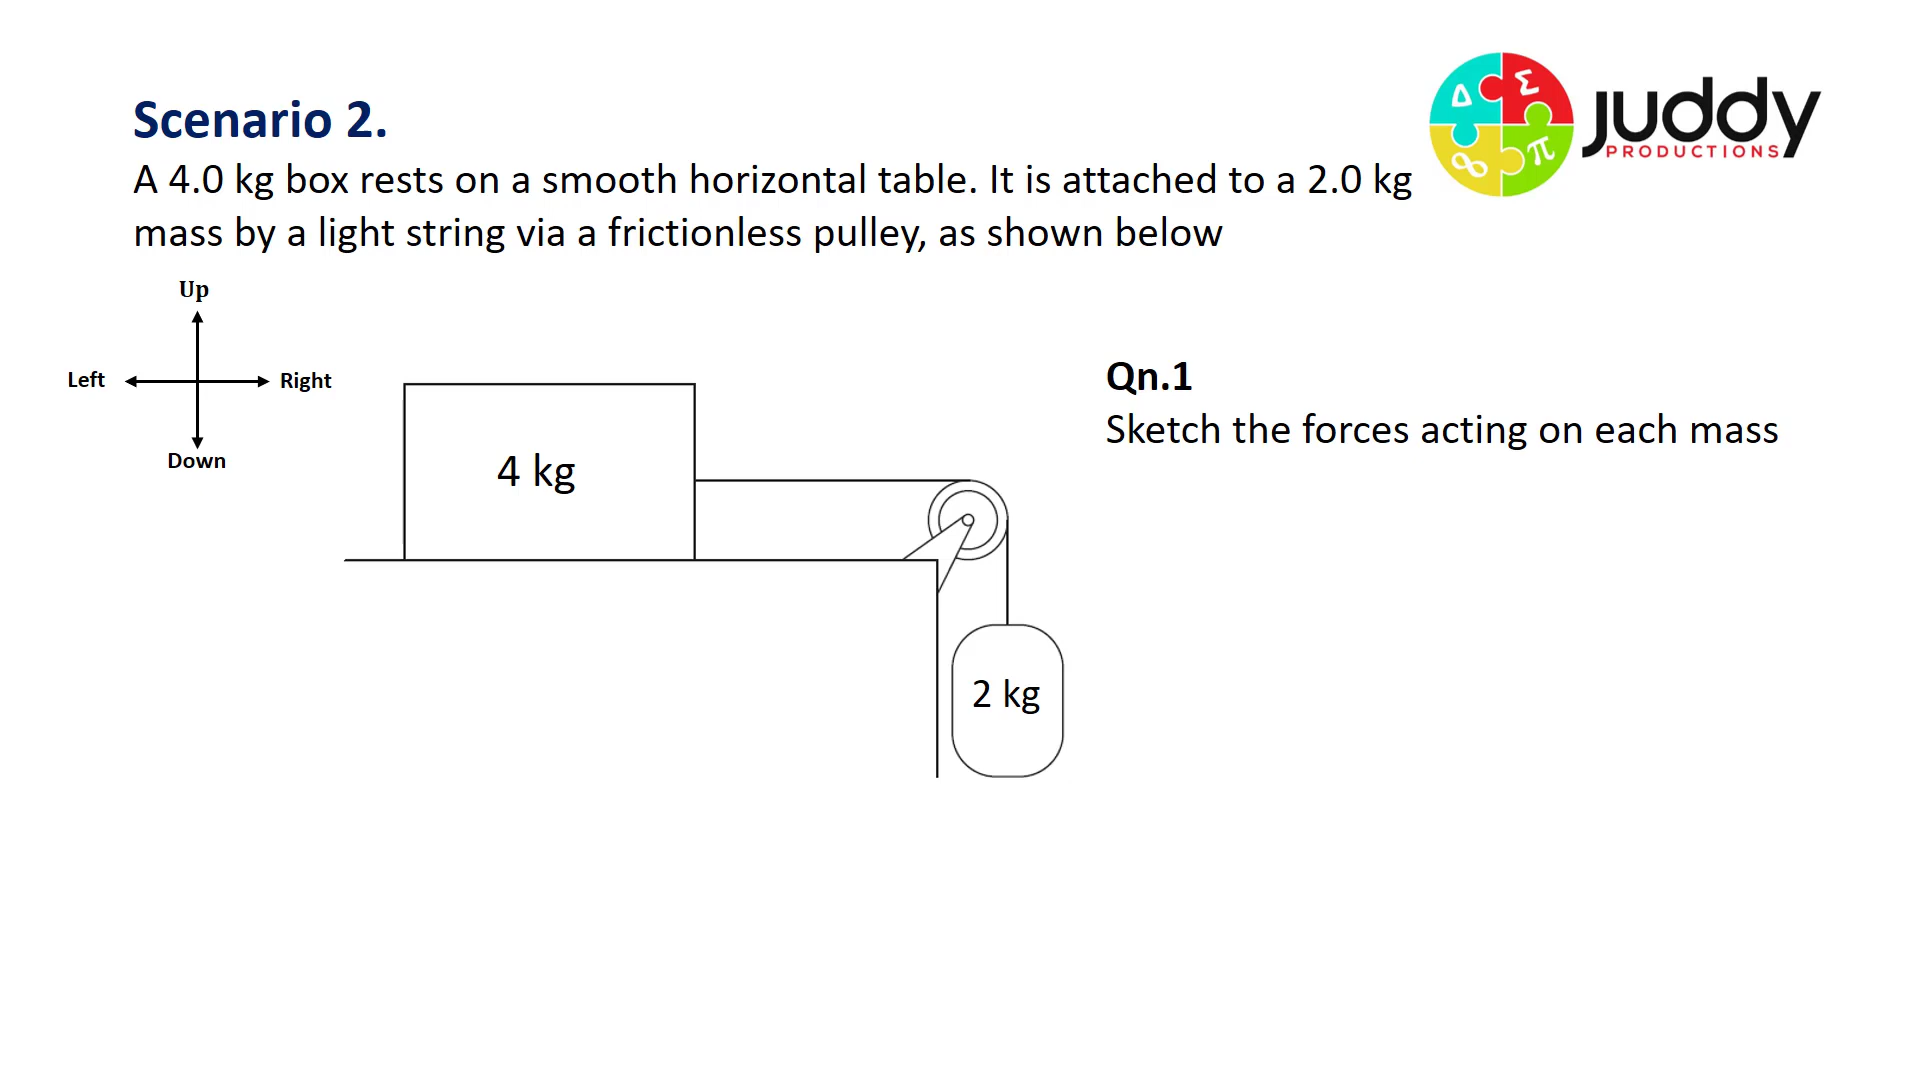 Scenario 2.
A 4.0 kg box rests on a smooth horizontal table. It is attached to a 2.0 kg
mass by a light string via a frictionless pulley, as shown below
Δ Σ
∞ π
juddy
PRODUCTIONS
Up
Left
Right
Down
4 kg
2 kg
Qn.1
Sketch the forces acting on each mass